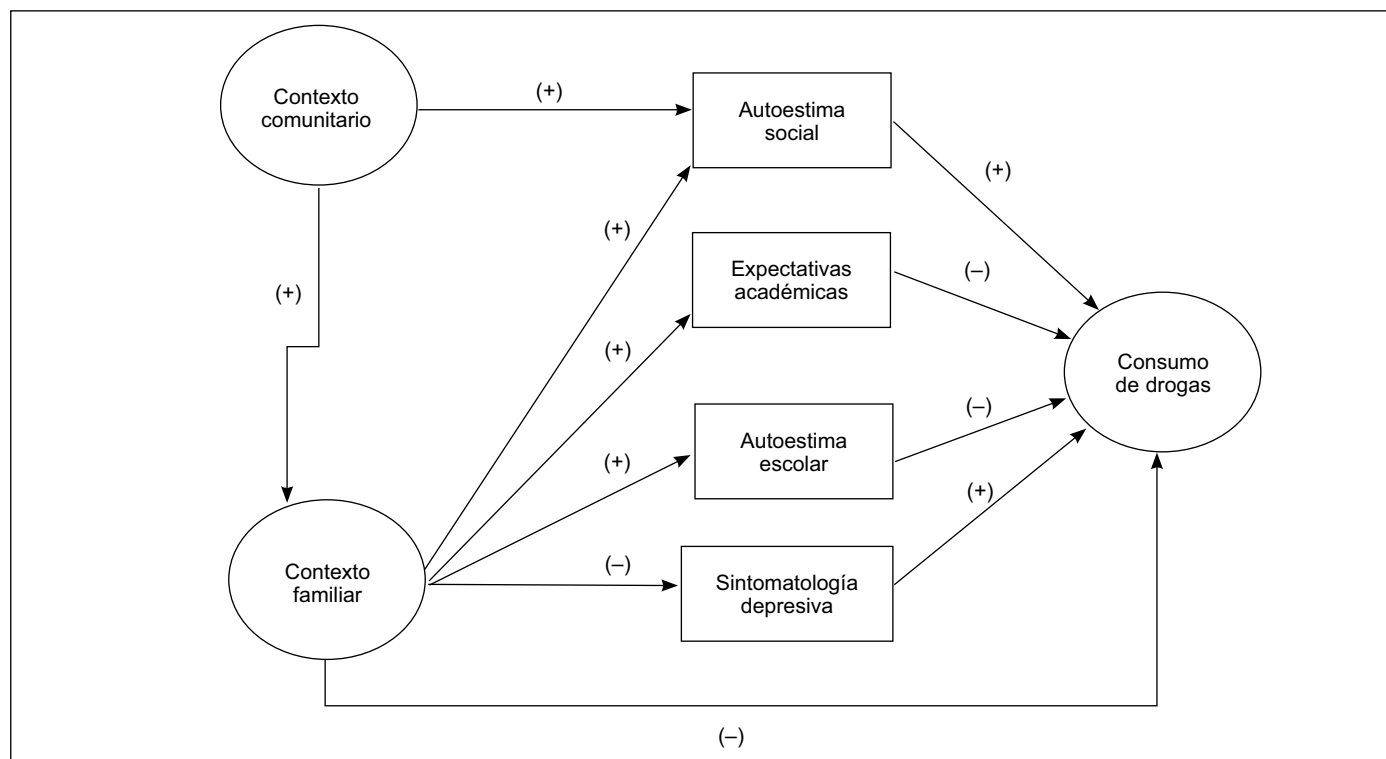 Contexto
comunitario
(+)
Autoestima
social
(+)
(+)
(+)
Expectativas
académicas
(–)
(+)
Consumo
de drogas
Autoestima
escolar
(–)
(+)
(+)
Contexto
familiar
(–)
Sintomatología
depresiva
(–)